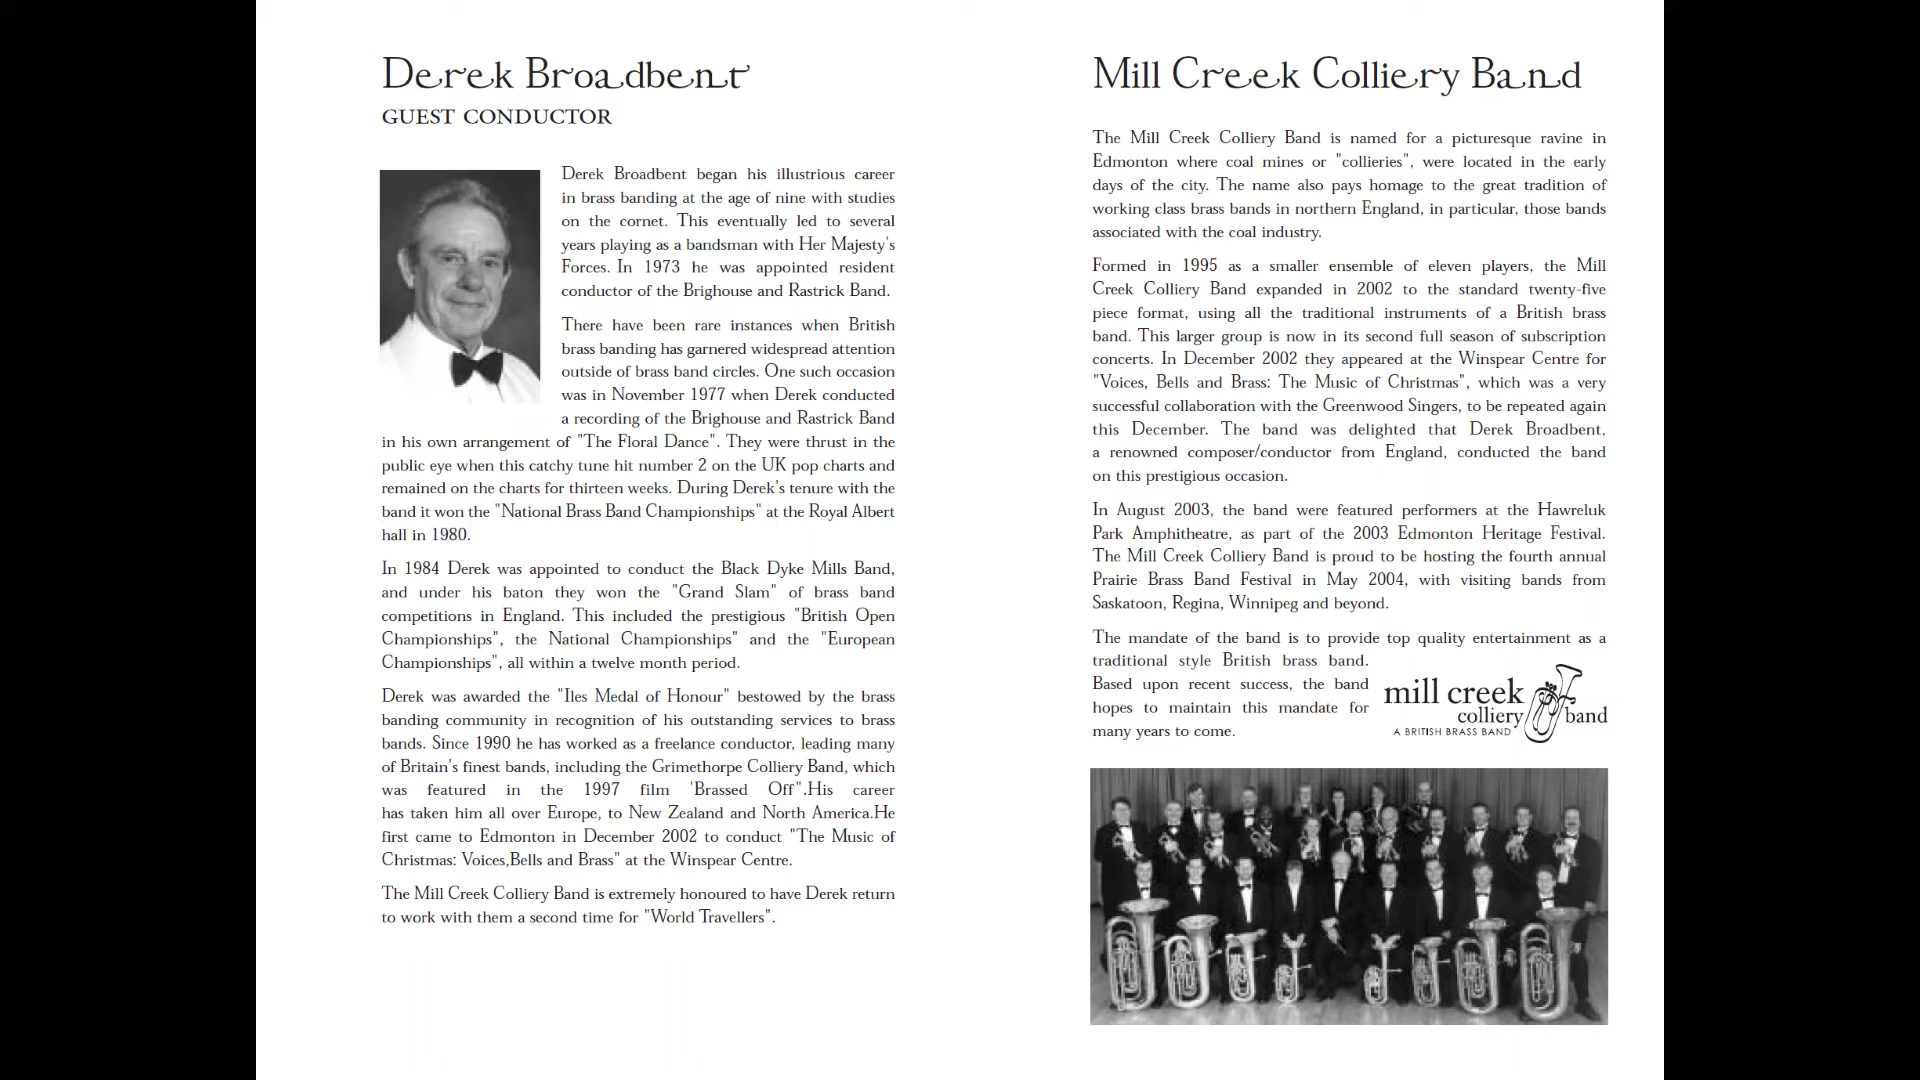 Derek Broadbent
GUEST CONDUCTOR
Derek Broadbent began his illustrious career
in brass banding at the age of nine with studies
on the cornet. This eventually led to several
years playing as a bandsman with Her Majesty's
Forces. In 1973 he was appointed resident
conductor of the Brighouse and Rastrick Band.
There have been rare instances when British
brass banding has garnered widespread attention
outside of brass band circles. One such occasion
was in November 1977 when Derek conducted
a recording of the Brighouse and Rastrick Band
in his own arrangement of "The Floral Dance". They were thrust in the
public eye when this catchy tune hit number 2 on the UK pop charts and
remained on the charts for thirteen weeks. During Derek's tenure with the
band it won the "National Brass Band Championships" at the Royal Albert
hall in 1980.
In 1984 Derek was appointed to conduct the Black Dyke Mills Band,
and under his baton they won the "Grand Slam" of brass band
competitions in England. This included the prestigious "British Open
Championships", the National Championships" and the "European
Championships", all within a twelve month period.
Derek was awarded the "Iles Medal of Honour" bestowed by the brass
banding community in recognition of his outstanding services to brass
bands. Since 1990 he has worked as a freelance conductor, leading many
of Britain's finest bands, including the Grimethorpe Colliery Band, which
was featured in the 1997 film 'Brassed Off".His career
has taken him all over Europe, to New Zealand and North America.He
first came to Edmonton in December 2002 to conduct "The Music of
Christmas: Voices,Bells and Brass" at the Winspear Centre.
The Mill Creek Colliery Band is extremely honoured to have Derek return
to work with them a second time for "World Travellers".
Mill Creek Colliery Band
The Mill Creek Colliery Band is named for a picturesque ravine in
Edmonton where coal mines or "collieries", were located in the early
days of the city. The name also pays homage to the great tradition of
working class brass bands in northern England, in particular, those bands
associated with the coal industry.
Formed in 1995 as a smaller ensemble of eleven players, the Mill
Creek Colliery Band expanded in 2002 to the standard twenty-five
piece format, using all the traditional instruments of a British brass
band. This larger group is now in its second full season of subscription
concerts. In December 2002 they appeared at the Winspear Centre for
"Voices, Bells and Brass: The Music of Christmas", which was a very
successful collaboration with the Greenwood Singers, to be repeated again
this December. The band was delighted that Derek Broadbent,
a renowned composer/conductor from England, conducted the band
on this prestigious occasion.
In August 2003, the band were featured performers at the Hawreluk
Park Amphitheatre, as part of the 2003 Edmonton Heritage Festival.
The Mill Creek Colliery Band is proud to be hosting the fourth annual
Prairie Brass Band Festival in May 2004, with visiting bands from
Saskatoon, Regina, Winnipeg and beyond.
The mandate of the band is to provide top quality entertainment as a
traditional style British brass band.
Based upon recent success, the band
hopes to maintain this mandate for
many years to come.
mill creek
colliery band
A BRITISH BRASS BAND